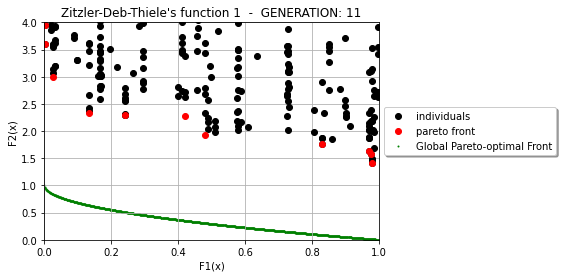 Zitzler-Deb-Thiele's function 1 - GENERATION: 11
4.0
3.5
3.0
2.5
2.0
1.5
1.0
0.5
0.0
F2(x)
0.0 0.2 0.4 0.6 0.8 1.0
F1(x)
individuals
pareto front
Global Pareto-optimal Front